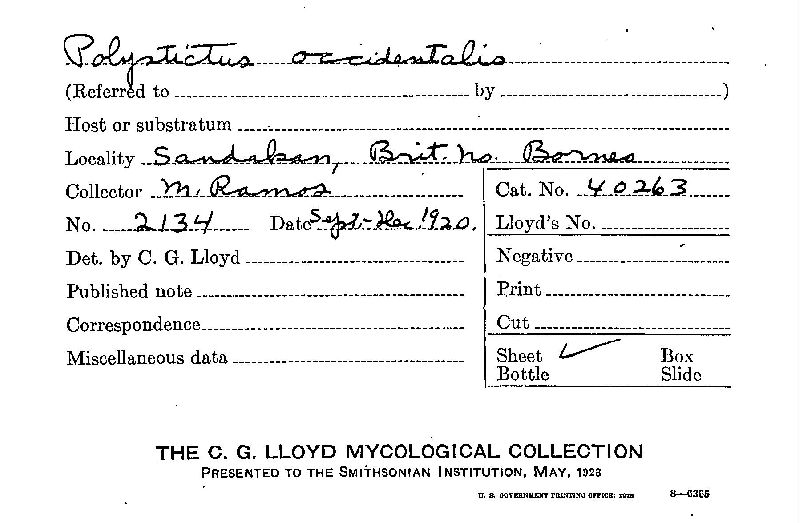 Polystictus occidentalis
(Referred to by )
Host or substratum
Locality Sandakan, Brit. No. Borneo
Collector M. Ramos
Cat. No. 40263
No. 2134 Date Sept-Dec 1920.
Lloyd's No.
Det. by C. G. Lloyd
Negative
Published note
Print
Correspondence
Cut
Miscellaneous data
Sheet ✓ Box
Bottle Slide
THE C. G. LLOYD MYCOLOGICAL COLLECTION
PRESENTED TO THE SMITHSONIAN INSTITUTION, MAY, 1928
U. S. GOVERNMENT PRINTING OFFICE: 1928